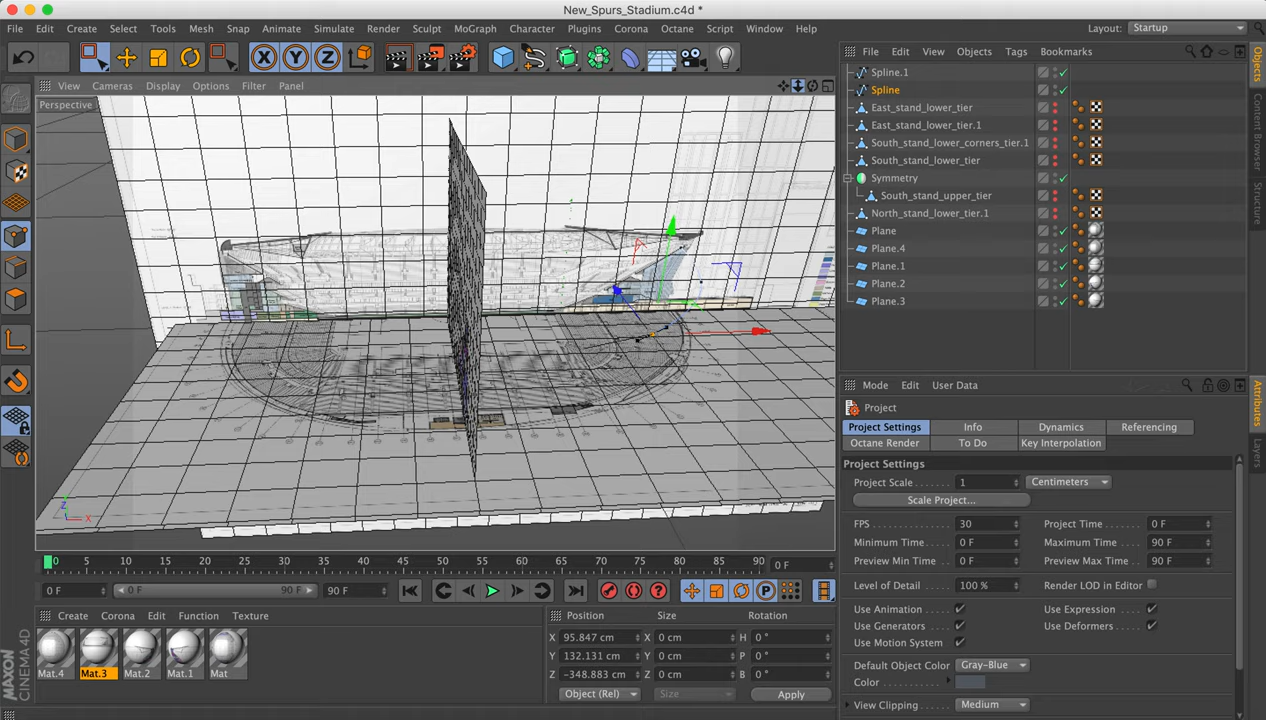 New_Spurs_Stadium.c4d *
File Edit Create Select Tools Mesh Snap Animate Simulate Render Sculpt MoGraph Character Plugins Corona Octane Script Window Help
Layout: Startup
X Y Z
File Edit View Objects Tags Bookmarks
View Cameras Display Options Filter Panel
Perspective
Spline.1
Spline
East_stand_lower_tier
East_stand_lower_tier.1
South_stand_lower_corners_tier.1
South_stand_lower_tier
Symmetry
South_stand_upper_tier
North_stand_lower_tier.1
Plane
Plane.4
Plane.1
Plane.2
Plane.3
Objects
Content Browser
Structure
Mode Edit User Data
Project
Project Settings Info Dynamics Referencing
Octane Render To Do Key Interpolation
Project Settings
Project Scale 1 Centimeters
Scale Project...
FPS 30 Project Time 0 F
Minimum Time 0 F Maximum Time 90 F
Preview Min Time 0 F Preview Max Time 90 F
Level of Detail 100 % Render LOD in Editor
Use Animation Use Expression
Use Generators Use Deformers
Use Motion System
Default Object Color Gray-Blue
Color
View Clipping Medium
Attributes
Layers
Z X
0 5 10 15 20 25 30 35 40 45 50 55 60 65 70 75 80 85 90 0 F
0 F 0 F 90 F 90 F
P
Create Corona Edit Function Texture
Mat.4 Mat.3 Mat.2 Mat.1 Mat
Position Size Rotation
X 95.847 cm X 0 cm H 0 °
Y 132.131 cm Y 0 cm P 0 °
Z -348.883 cm Z 0 cm B 0 °
Object (Rel) Size Apply
MAXON
CINEMA 4D